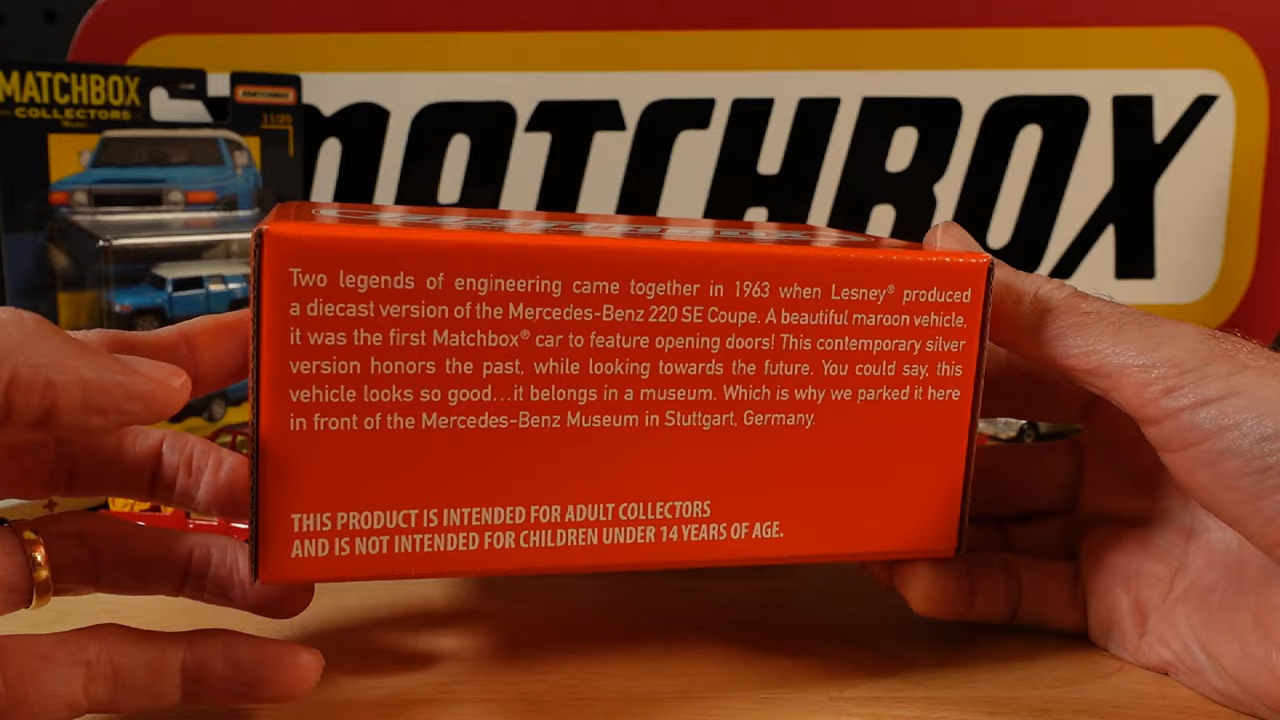 MATCHBOX
COLLECTORS
MATCHBOX
11/20
MATCHBOX
Two legends of engineering came together in 1963 when Lesney® produced
a diecast version of the Mercedes-Benz 220 SE Coupe. A beautiful maroon vehicle,
it was the first Matchbox® car to feature opening doors! This contemporary silver
version honors the past, while looking towards the future. You could say, this
vehicle looks so good...it belongs in a museum. Which is why we parked it here
in front of the Mercedes-Benz Museum in Stuttgart, Germany.
THIS PRODUCT IS INTENDED FOR ADULT COLLECTORS
AND IS NOT INTENDED FOR CHILDREN UNDER 14 YEARS OF AGE.